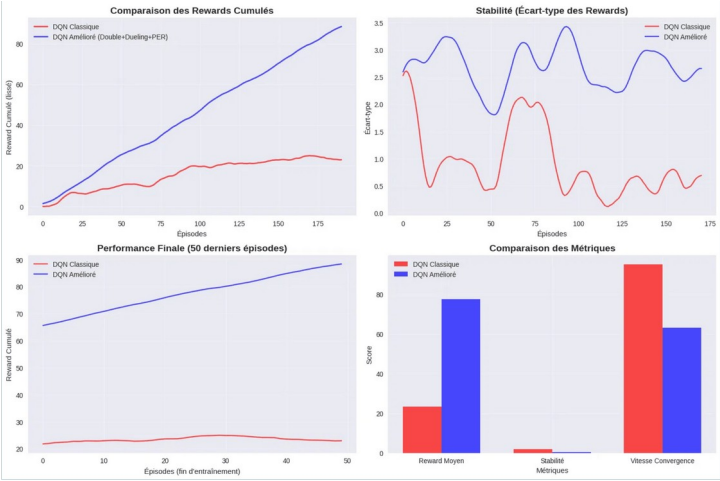 Comparaison des Rewards Cumulés
DQN Classique
DQN Amélioré (Double+Dueling+PER)
Reward Cumulé (lissé)
80
60
40
20
0
0 25 50 75 100 125 150 175
Épisodes
Stabilité (Écart-type des Rewards)
DQN Classique
DQN Amélioré
Écart-type
3.5
3.0
2.5
2.0
1.5
1.0
0.5
0.0
0 25 50 75 100 125 150 175
Épisodes
Performance Finale (50 derniers épisodes)
DQN Classique
DQN Amélioré
Reward Cumulé
90
80
70
60
50
40
30
20
0 10 20 30 40 50
Épisodes (fin d'entraînement)
Comparaison des Métriques
DQN Classique
DQN Amélioré
Score
80
60
40
20
0
Reward Moyen Stabilité Vitesse Convergence
Métriques